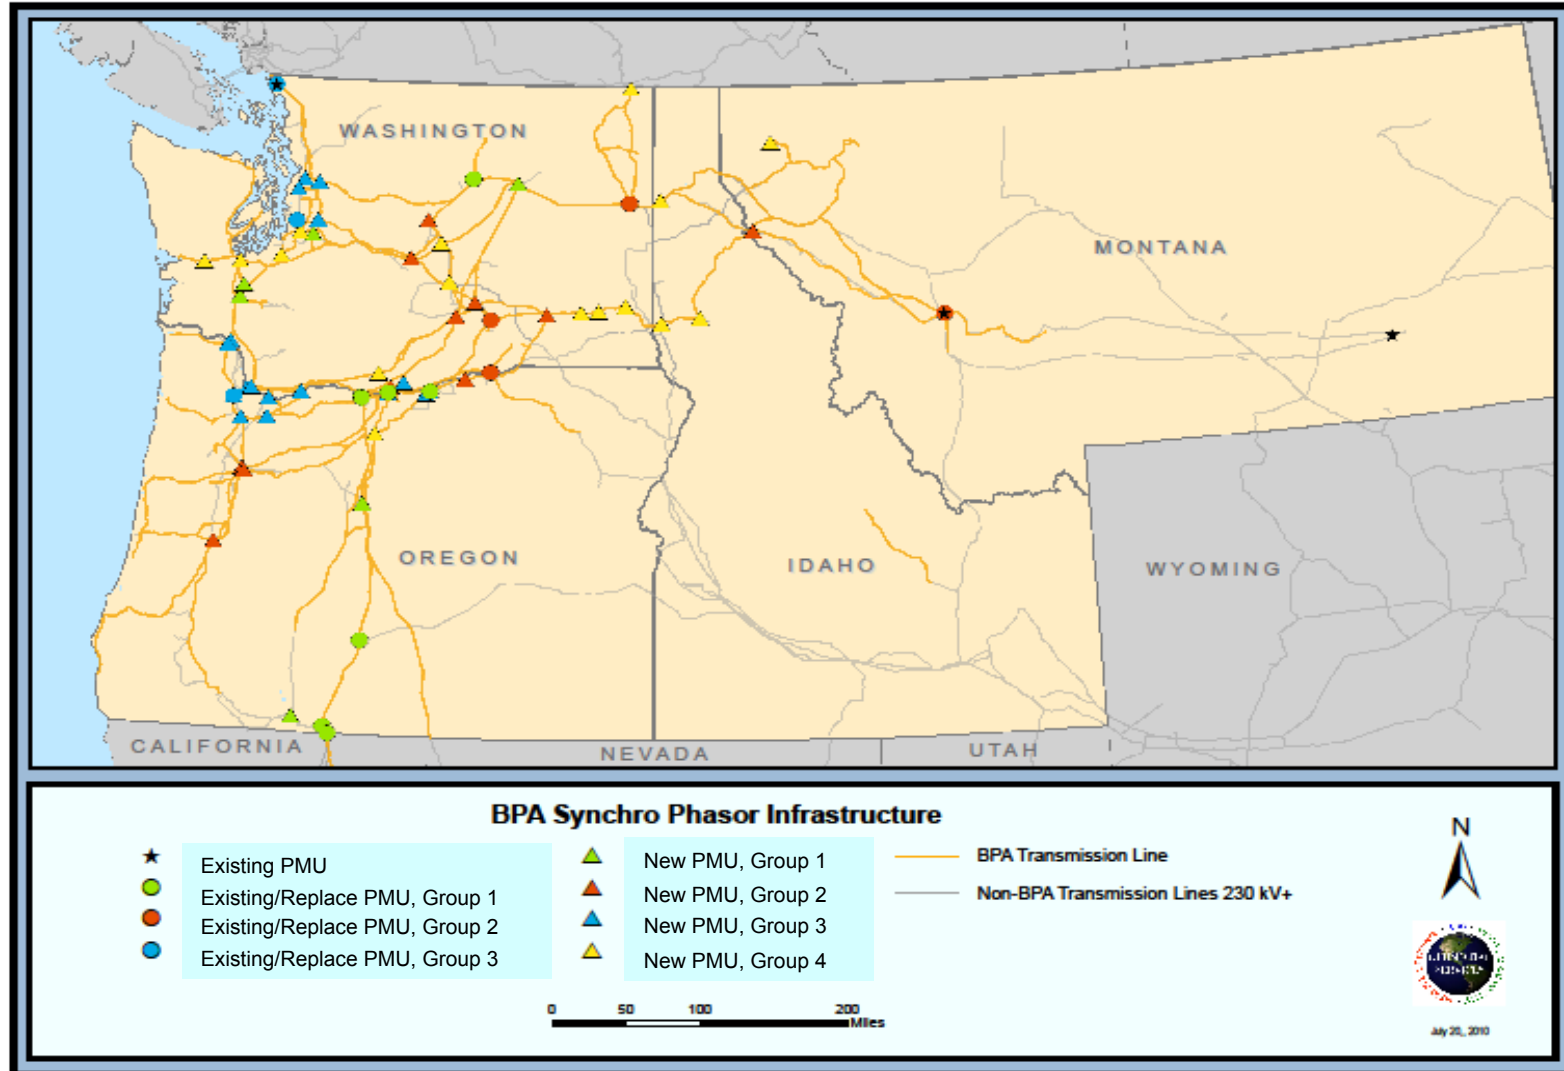 WASHINGTON
MONTANA
OREGON
IDAHO
WYOMING
CALIFORNIA
NEVADA
UTAH
BPA Synchro Phasor Infrastructure
Existing PMU
Existing/Replace PMU, Group 1
Existing/Replace PMU, Group 2
Existing/Replace PMU, Group 3
New PMU, Group 1
New PMU, Group 2
New PMU, Group 3
New PMU, Group 4
BPA Transmission Line
Non-BPA Transmission Lines 230 kV+
N
0 50 100 200
Miles
July 20,, 2010